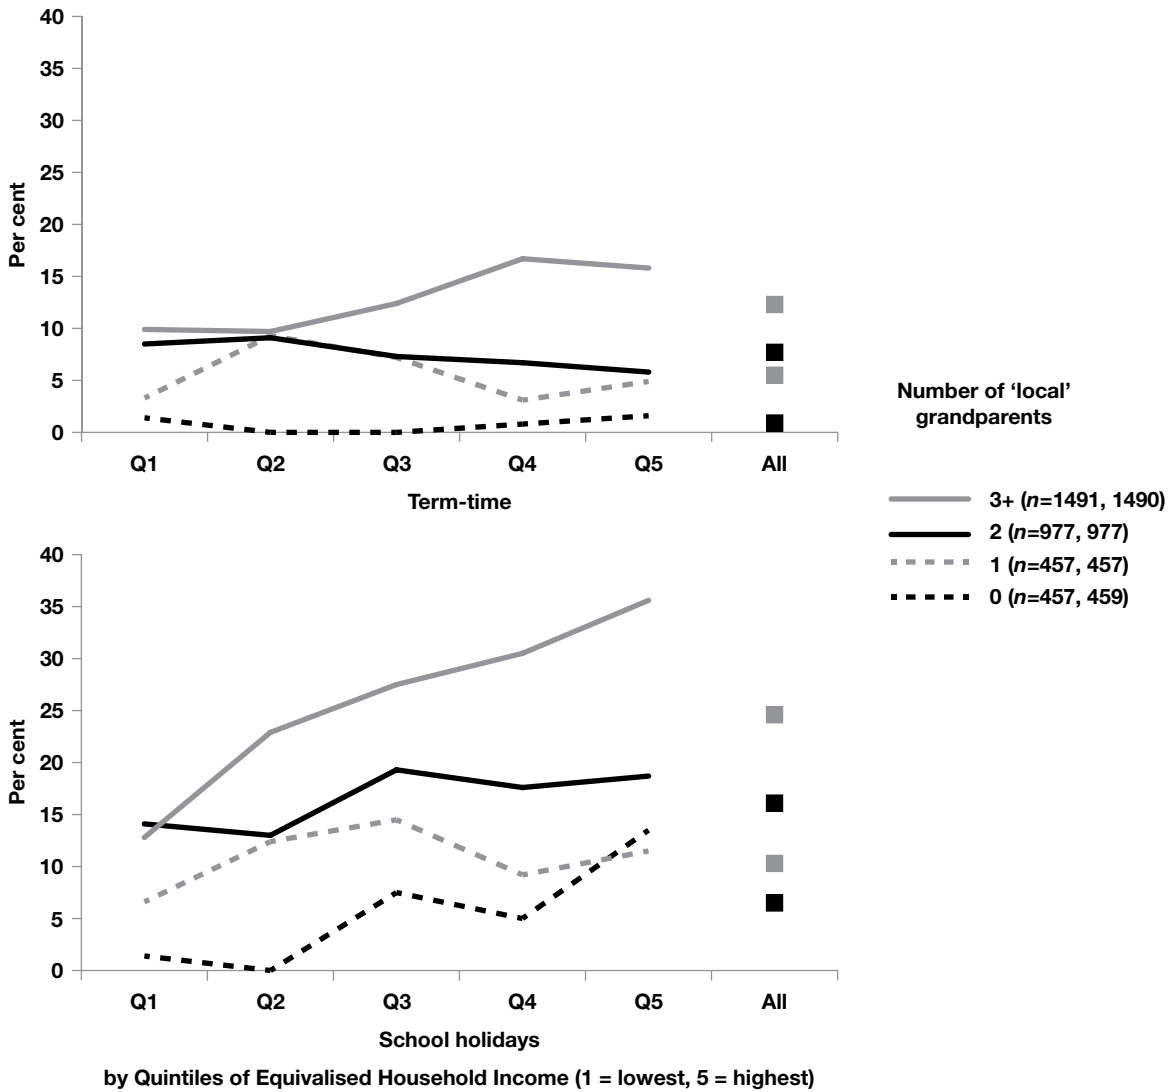 40
35
30
25
20
15
10
5
0
Per cent
Q1 Q2 Q3 Q4 Q5 All
Term-time
Number of ‘local’
grandparents
3+ (n=1491, 1490)
2 (n=977, 977)
1 (n=457, 457)
0 (n=457, 459)
40
35
30
25
20
15
10
5
0
Per cent
Q1 Q2 Q3 Q4 Q5 All
School holidays
by Quintiles of Equivalised Household Income (1 = lowest, 5 = highest)